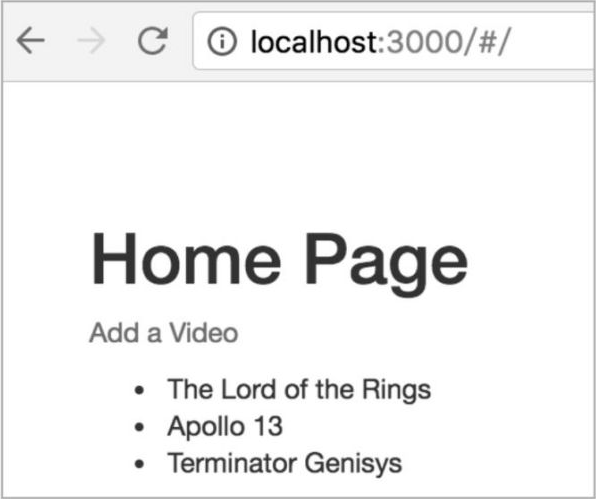 localhost:3000/#/
Home Page
Add a Video
• The Lord of the Rings
• Apollo 13
• Terminator Genisys